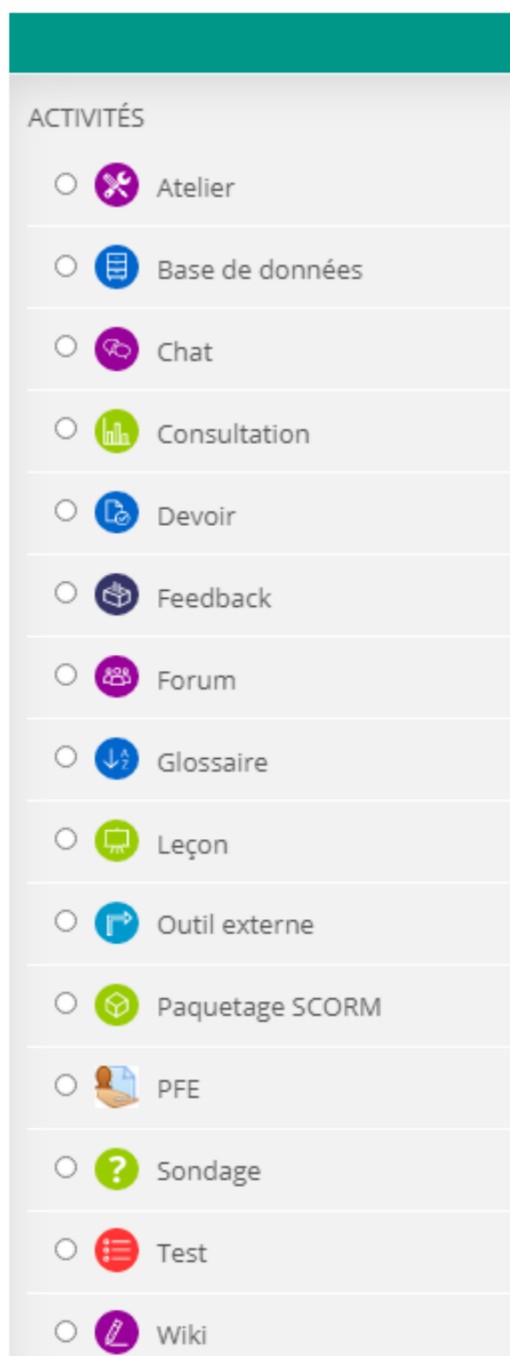 ACTIVITÉS
Atelier
Base de données
Chat
Consultation
Devoir
Feedback
Forum
Glossaire
Leçon
Outil externe
Paquetage SCORM
PFE
Sondage
Test
Wiki